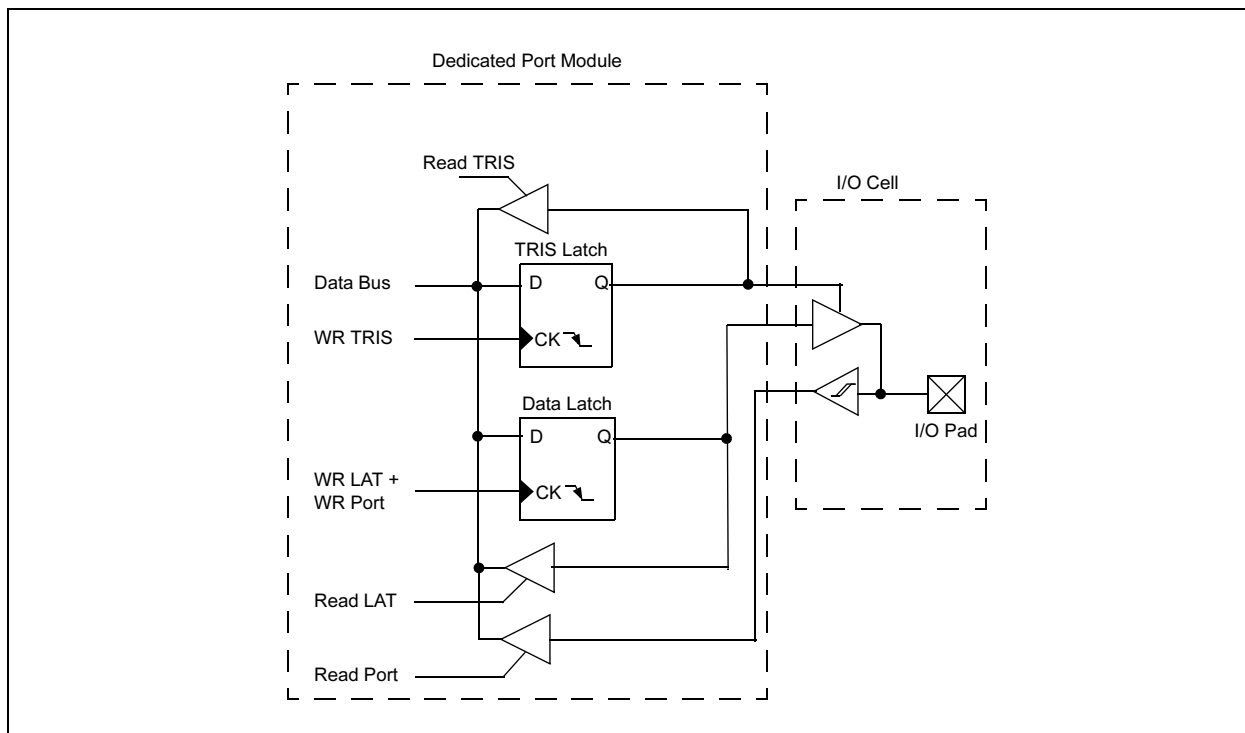 Dedicated Port Module
Read TRIS
I/O Cell
TRIS Latch
Data Bus
D
Q
WR TRIS
CK
Data Latch
I/O Pad
D
Q
WR LAT +
WR Port
CK
Read LAT
Read Port